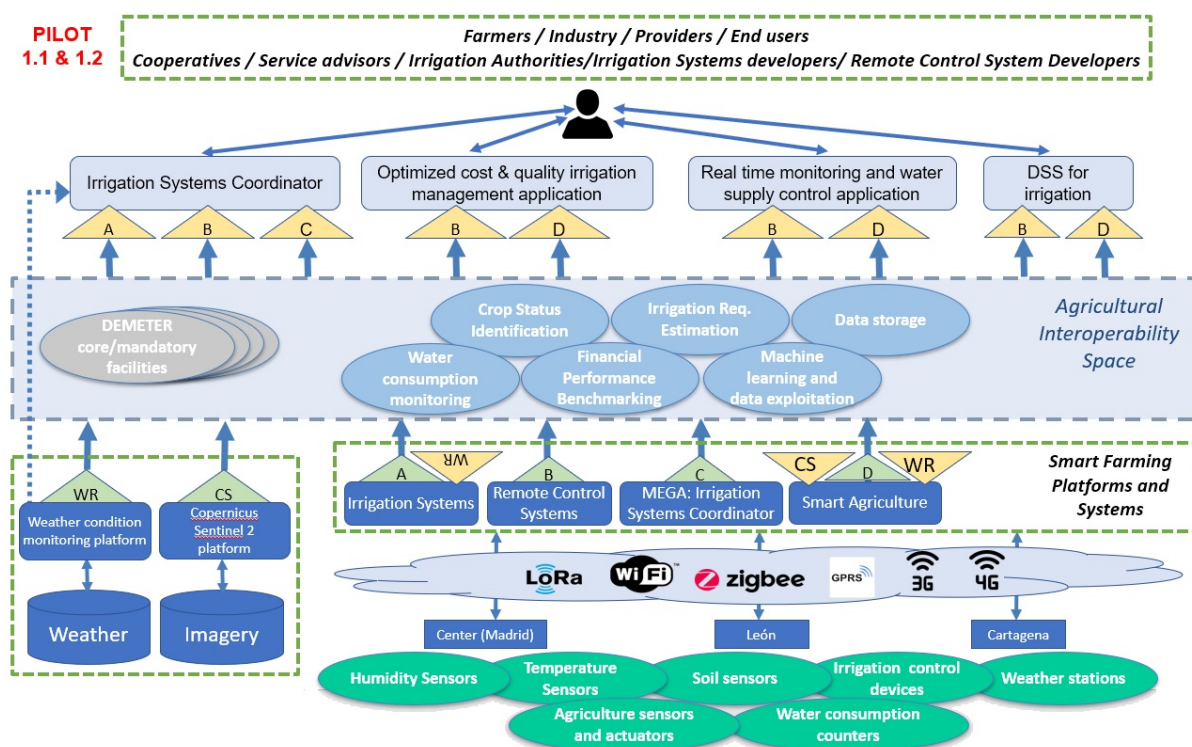 PILOT
1.1 & 1.2
Farmers / Industry / Providers / End users
Cooperatives / Service advisors / Irrigation Authorities/Irrigation Systems developers/ Remote Control System Developers
Irrigation Systems Coordinator
Optimized cost & quality irrigation
management application
Real time monitoring and water
supply control application
DSS for
irrigation
A
B
C
B
D
B
D
B
D
DEMETER
core/mandatory
facilities
Crop Status
Identification
Irrigation Req.
Estimation
Data storage
Water
consumption
monitoring
Financial
Performance
Benchmarking
Machine
learning and
data exploitation
Agricultural
Interoperability
Space
WR
CS
Weather condition
monitoring platform
Copernicus
Sentinel 2
platform
Weather
Imagery
A
WR
B
C
CS
D
WR
Irrigation Systems
Remote Control
Systems
MEGA: Irrigation
Systems Coordinator
Smart Agriculture
Smart Farming
Platforms and
Systems
LoRa
WiFi™
zigbee
GPRS
3G
4G
Center (Madrid)
León
Cartagena
Humidity Sensors
Temperature
Sensors
Soil sensors
Irrigation control
devices
Weather stations
Agriculture sensors
and actuators
Water consumption
counters